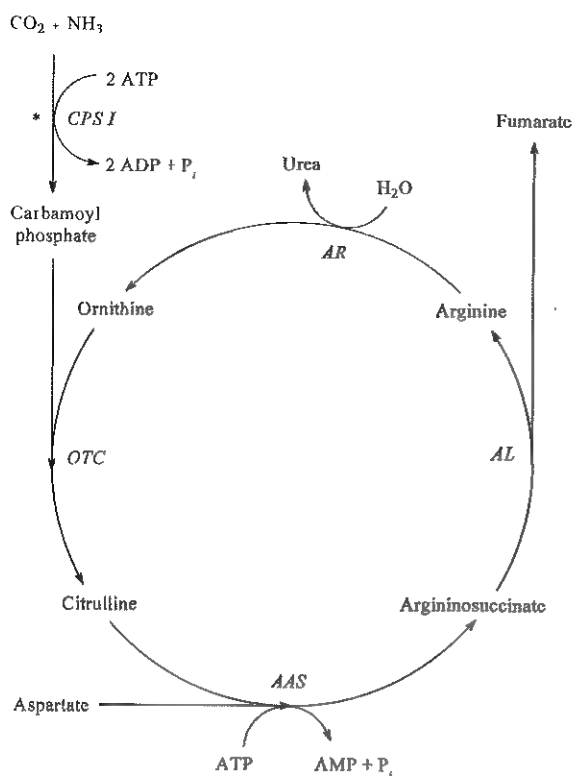 CO₂ + NH₃
2 ATP
* CPS I
2 ADP + Pᵢ
Fumarate
Urea
H₂O
Carbamoyl
phosphate
AR
Ornithine
Arginine
OTC
AL
Citrulline
Argininosuccinate
AAS
Aspartate
ATP
AMP + Pᵢ